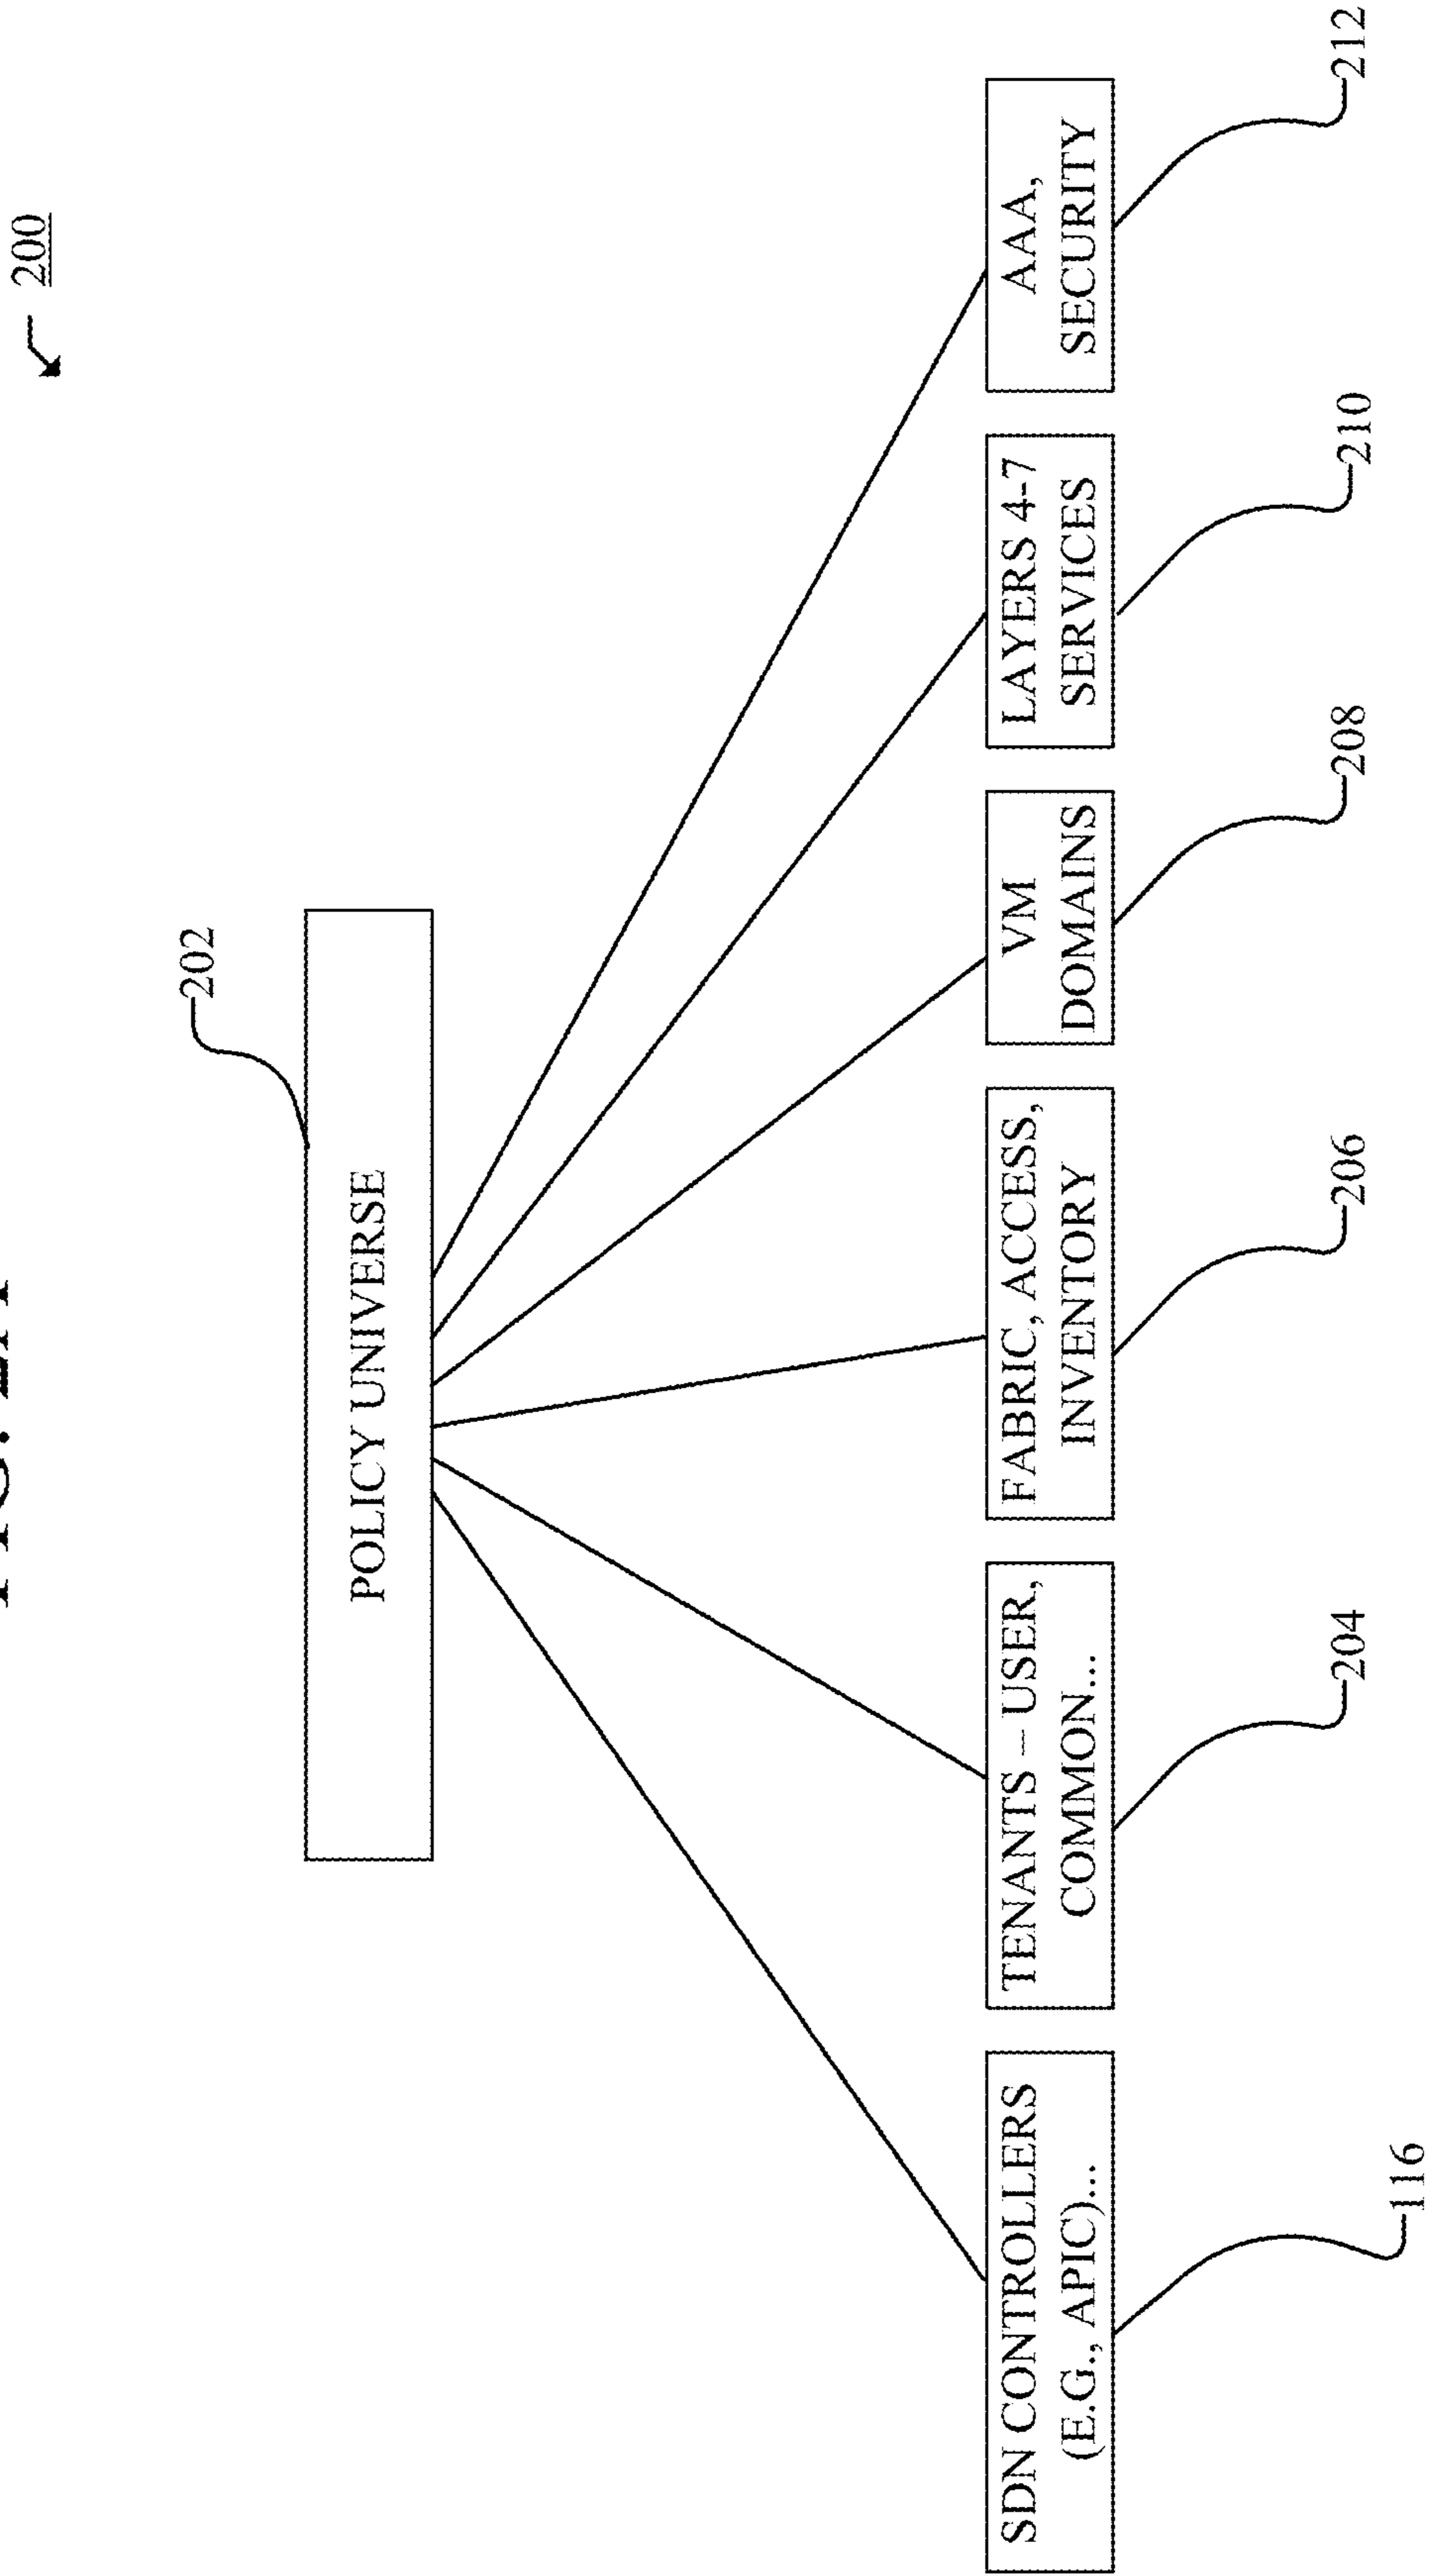 200
202
POLICY UNIVERSE
SDN CONTROLLERS
(E.G., APIC)...
TENANTS – USER,
COMMON...
FABRIC, ACCESS,
INVENTORY
VM
DOMAINS
LAYERS 4-7
SERVICES
AAA,
SECURITY
116
204
206
208
210
212